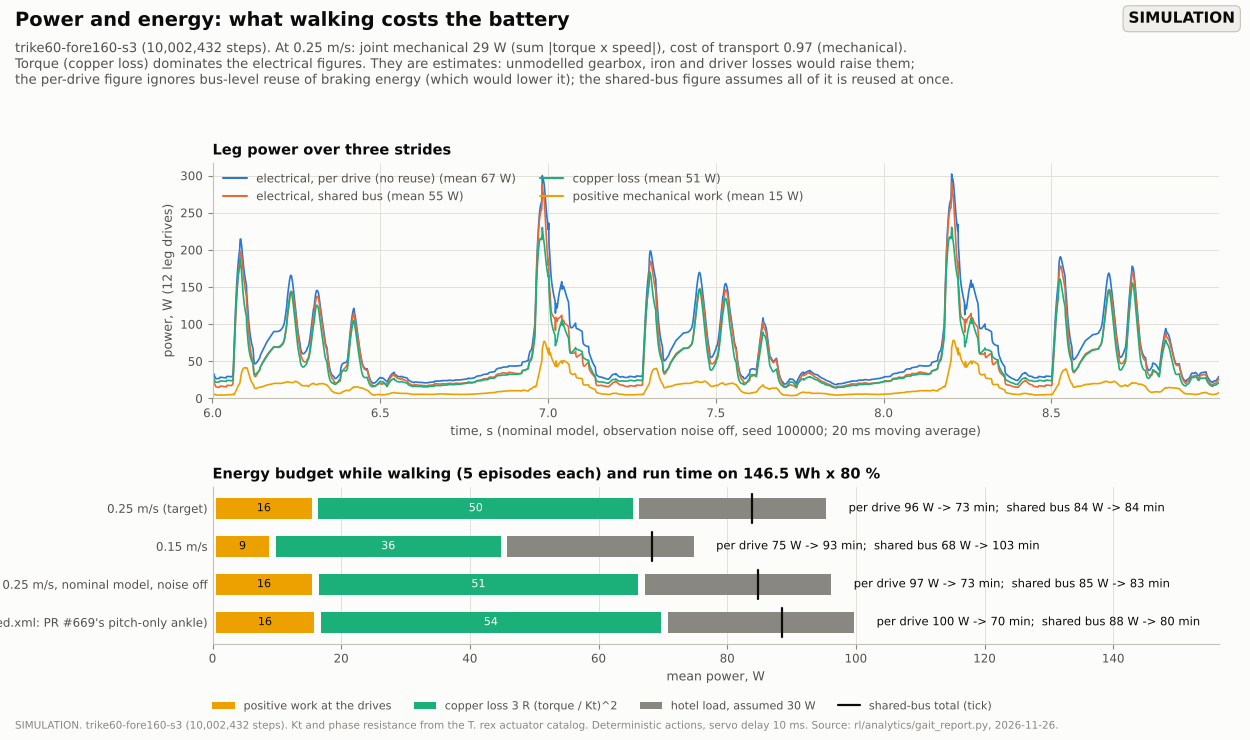 Power and energy: what walking costs the battery
SIMULATION
trike60-fore160-s3 (10,002,432 steps). At 0.25 m/s: joint mechanical 29 W (sum |torque x speed|), cost of transport 0.97 (mechanical).
Torque (copper loss) dominates the electrical figures. They are estimates: unmodelled gearbox, iron and driver losses would raise them;
the per-drive figure ignores bus-level reuse of braking energy (which would lower it); the shared-bus figure assumes all of it is reused at once.
Leg power over three strides
electrical, per drive (no reuse) (mean 67 W)
electrical, shared bus (mean 55 W)
copper loss (mean 51 W)
positive mechanical work (mean 15 W)
power, W (12 leg drives)
300
250
200
150
100
50
0
6.0 6.5 7.0 7.5 8.0 8.5
time, s (nominal model, observation noise off, seed 100000; 20 ms moving average)
Energy budget while walking (5 episodes each) and run time on 146.5 Wh x 80 %
0.25 m/s (target) 16 50 per drive 96 W -> 73 min; shared bus 84 W -> 84 min
0.15 m/s 9 36 per drive 75 W -> 93 min; shared bus 68 W -> 103 min
0.25 m/s, nominal model, noise off 16 51 per drive 97 W -> 73 min; shared bus 85 W -> 83 min
ed.xml: PR #669's pitch-only ankle) 16 54 per drive 100 W -> 70 min; shared bus 88 W -> 80 min
0 20 40 60 80 100 120 140
mean power, W
positive work at the drives copper loss 3 R (torque / Kt)^2 hotel load, assumed 30 W shared-bus total (tick)
SIMULATION. trike60-fore160-s3 (10,002,432 steps). Kt and phase resistance from the T. rex actuator catalog. Deterministic actions, servo delay 10 ms. Source: rl/analytics/gait_report.py, 2026-11-26.